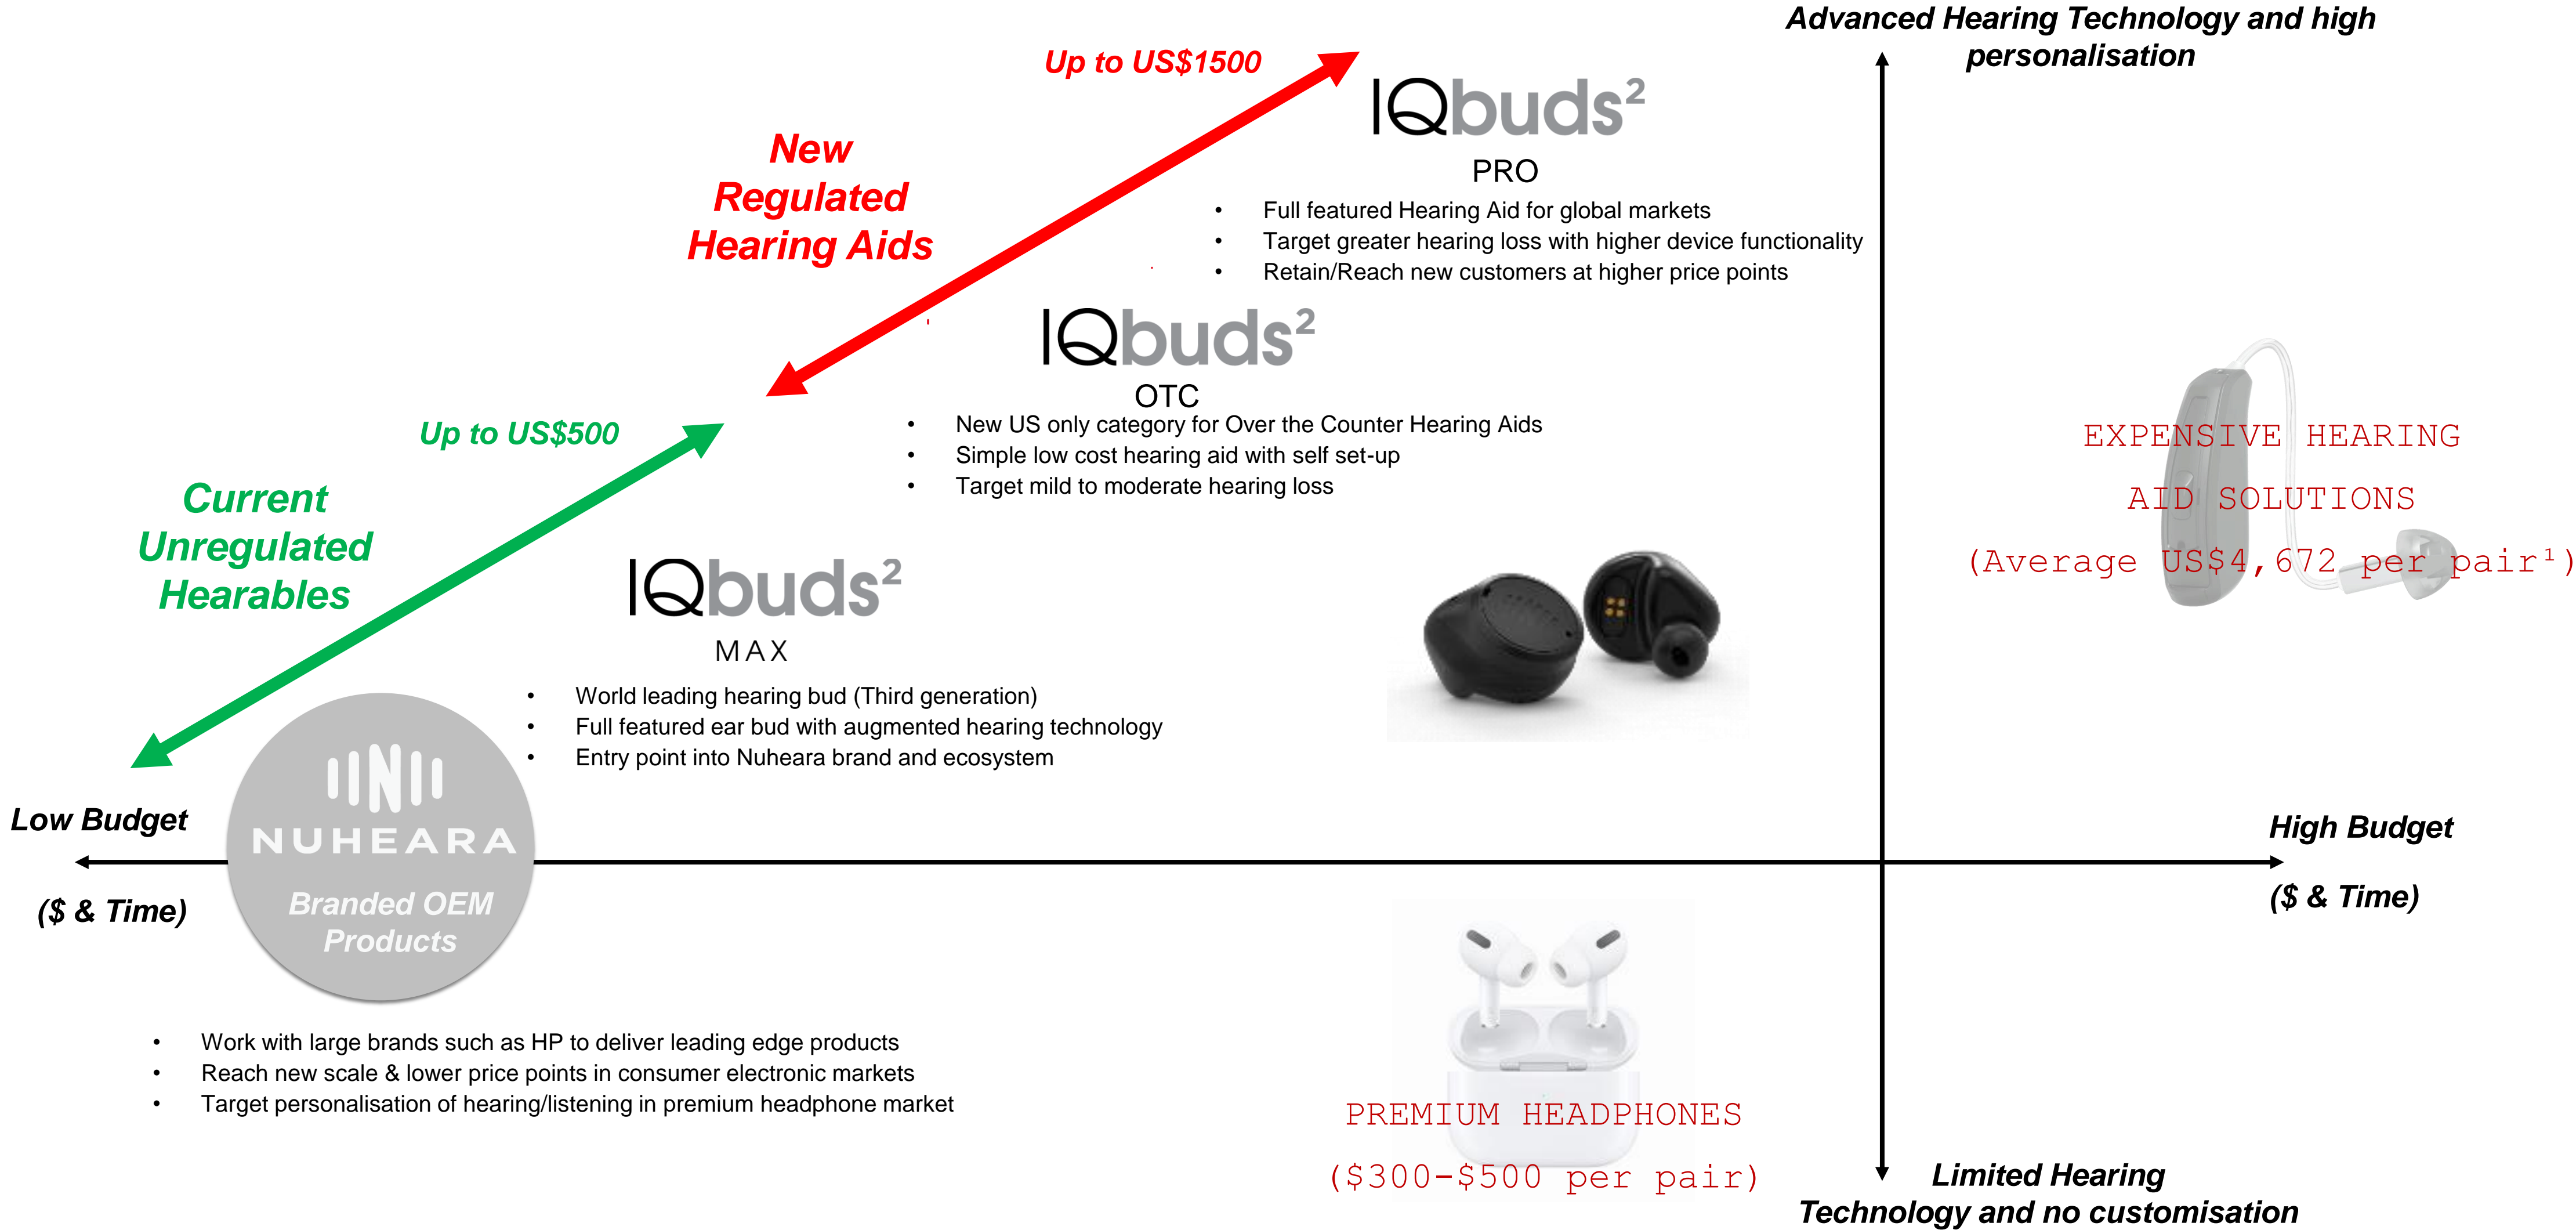 Advanced Hearing Technology and high
personalisation
Up to US$1500
IQbuds²
PRO
• Full featured Hearing Aid for global markets
• Target greater hearing loss with higher device functionality
• Retain/Reach new customers at higher price points
New
Regulated
Hearing Aids
IQbuds²
OTC
• New US only category for Over the Counter Hearing Aids
• Simple low cost hearing aid with self set-up
• Target mild to moderate hearing loss
Up to US$500
Current
Unregulated
Hearables
IQbuds²
MAX
• World leading hearing bud (Third generation)
• Full featured ear bud with augmented hearing technology
• Entry point into Nuheara brand and ecosystem
EXPENSIVE HEARING
AID SOLUTIONS
(Average US$4,672 per pair¹)
Low Budget
($ & Time)
NUHEARA
Branded OEM
Products
High Budget
($ & Time)
• Work with large brands such as HP to deliver leading edge products
• Reach new scale & lower price points in consumer electronic markets
• Target personalisation of hearing/listening in premium headphone market
PREMIUM HEADPHONES
($300-$500 per pair)
Limited Hearing
Technology and no customisation